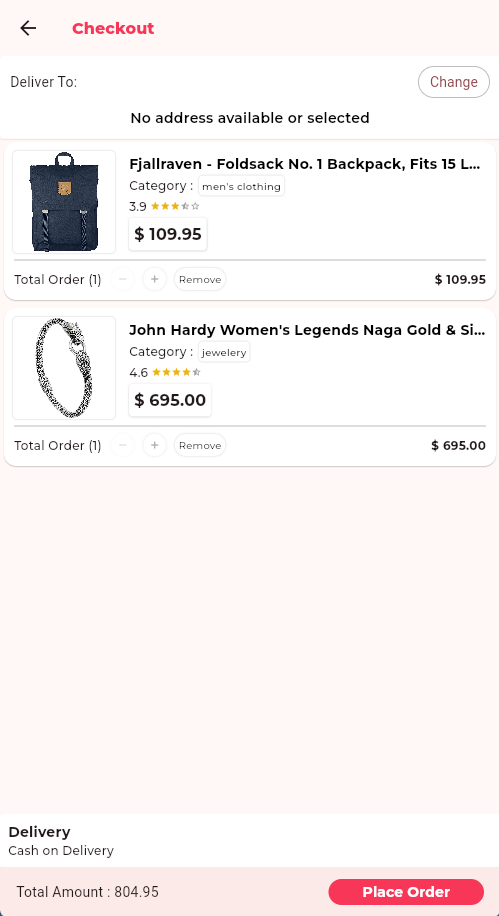 Checkout
Deliver To:
Change
No address available or selected
Fjallraven - Foldsack No. 1 Backpack, Fits 15 L...
Category : men's clothing
3.9
$ 109.95
Total Order (1) − + Remove $ 109.95
John Hardy Women's Legends Naga Gold & Si...
Category : jewelery
4.6
$ 695.00
Total Order (1) − + Remove $ 695.00
Delivery
Cash on Delivery
Total Amount : 804.95
Place Order